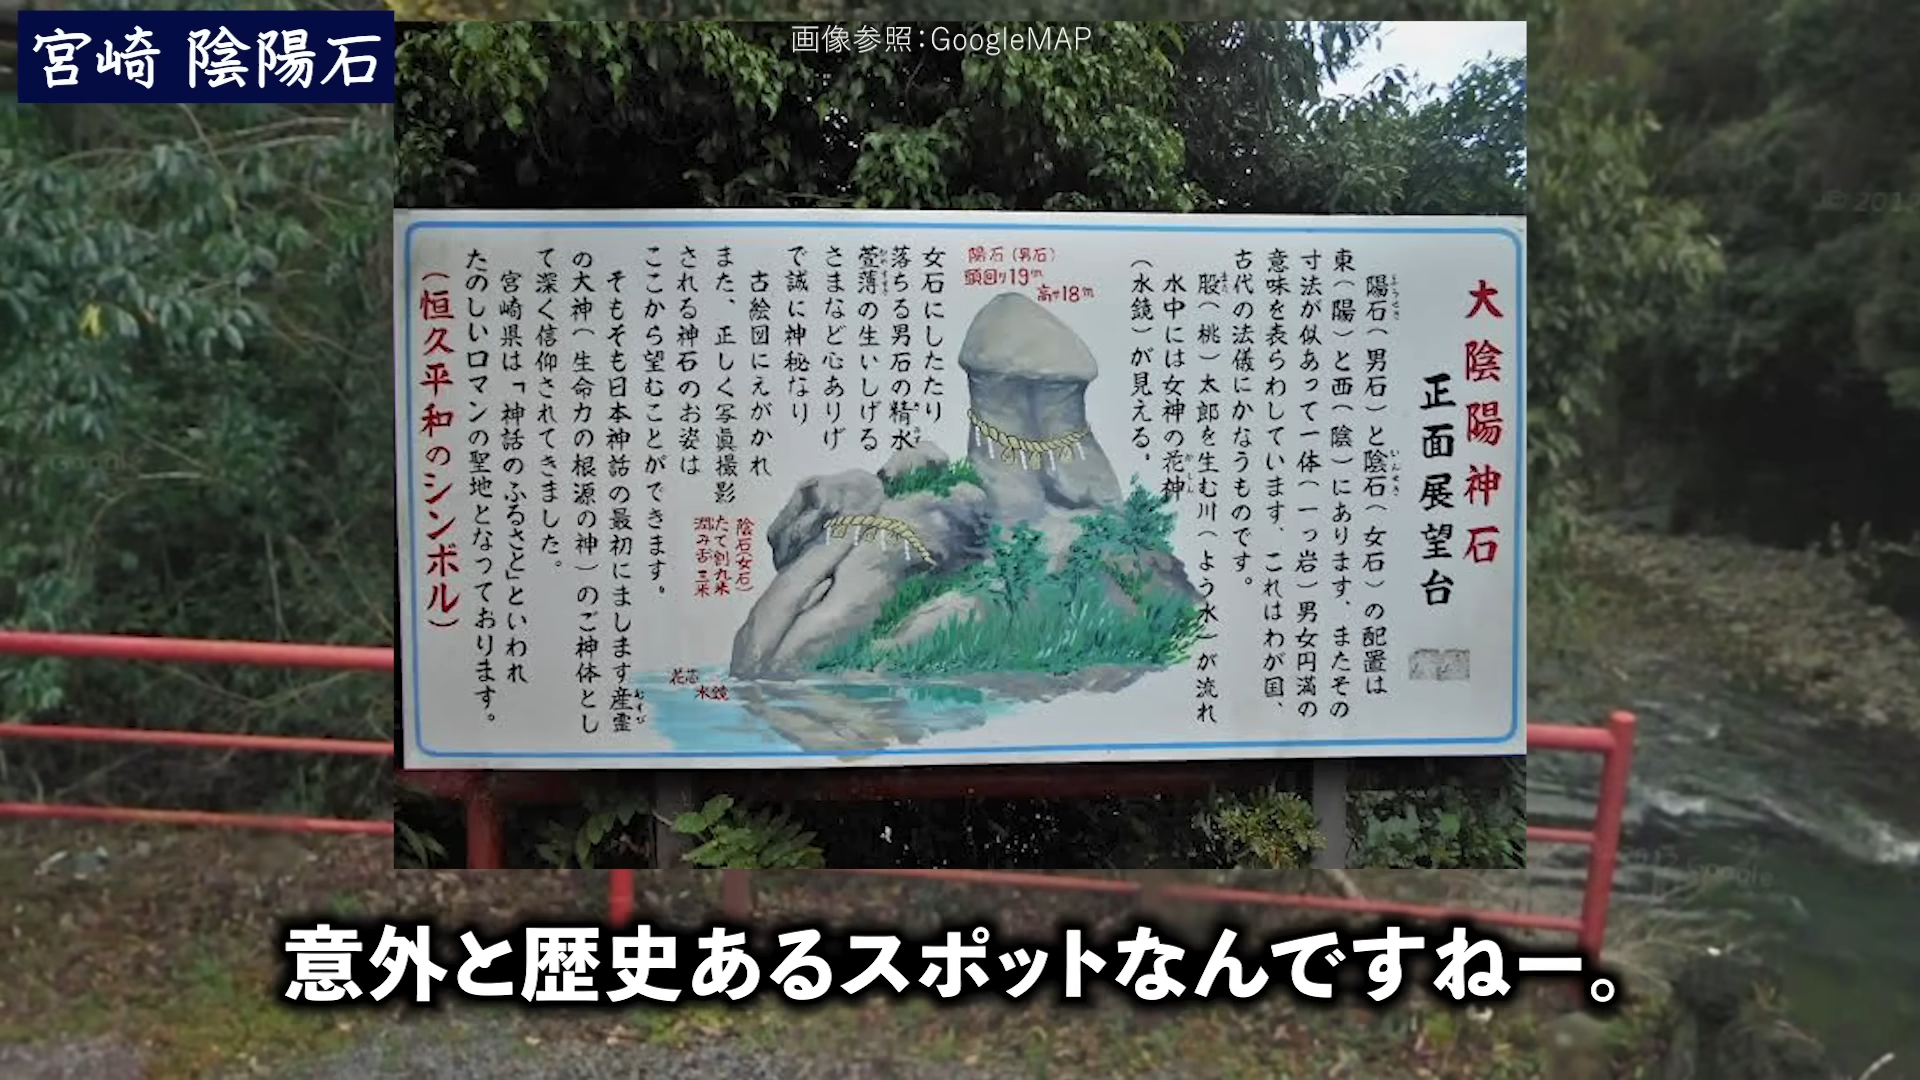 宮崎 陰陽石
画像参照:GoogleMAP
大陰陽神石
正面展望台
陽石(男石)と陰石(女石)の配置は
東(陽)と西(陰)にあります、またその
寸法が似あって一体(一つ岩)男女円満の
意味を表らわしています、これはわが国、
古代の法儀にかなうものです。
股(桃)太郎を生む川(よう水)が流れ
水中には女神の花神
(水鏡)が見える。
陽石(男石)
頭回り19m
高サ18m
女石にしたたり
落ちる男石の精水
萱薄の生いしげる
さまなど心ありげ
で誠に神秘なり
古絵図にえがかれ
また、正しく写眞撮影
される神石のお姿は
ここから望むことができます。
陰石(女石)
たて割九米
潤み舌三米
花芯
水鏡
そもそも日本神話の最初にまします産霊
の大神(生命力の根源の神)のご神体とし
て深く信仰されてきました。
宮崎県は「神話のふるさと」といわれ
たのしいロマンの聖地となっております。
(恒久平和のシンボル)
意外と歴史あるスポットなんですねー。